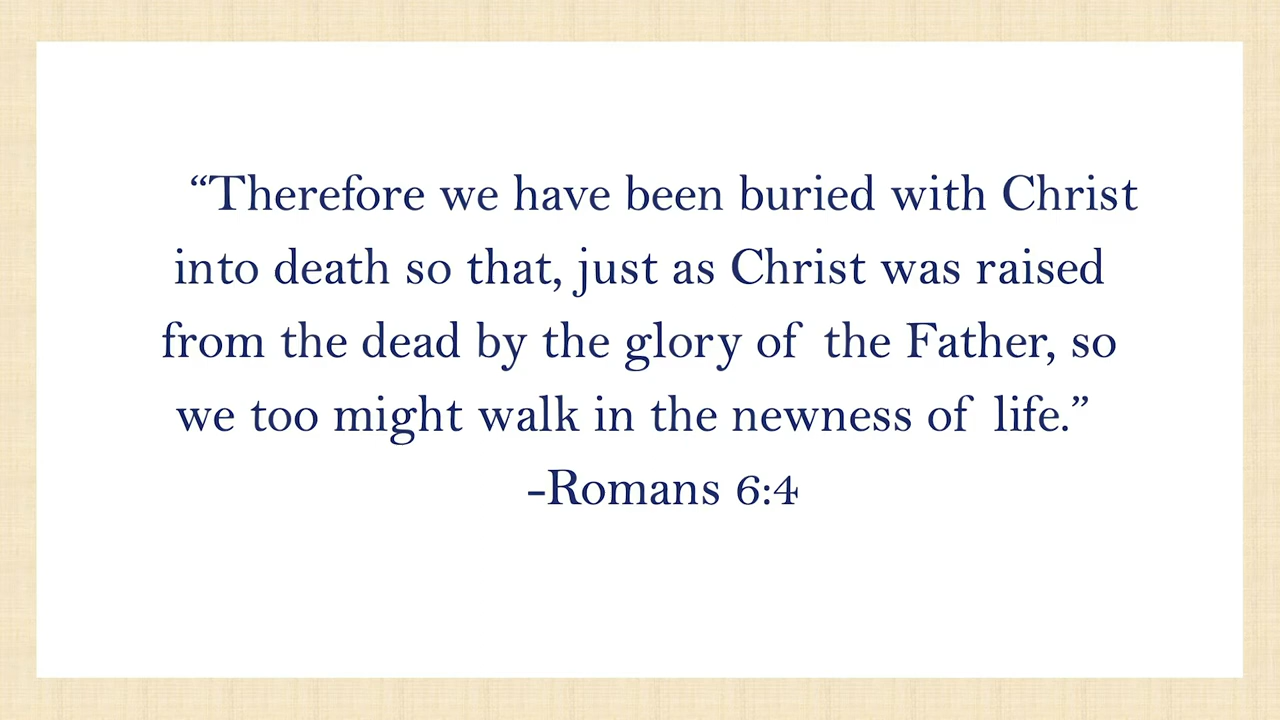 “Therefore we have been buried with Christ
into death so that, just as Christ was raised
from the dead by the glory of the Father, so
we too might walk in the newness of life.”
-Romans 6:4